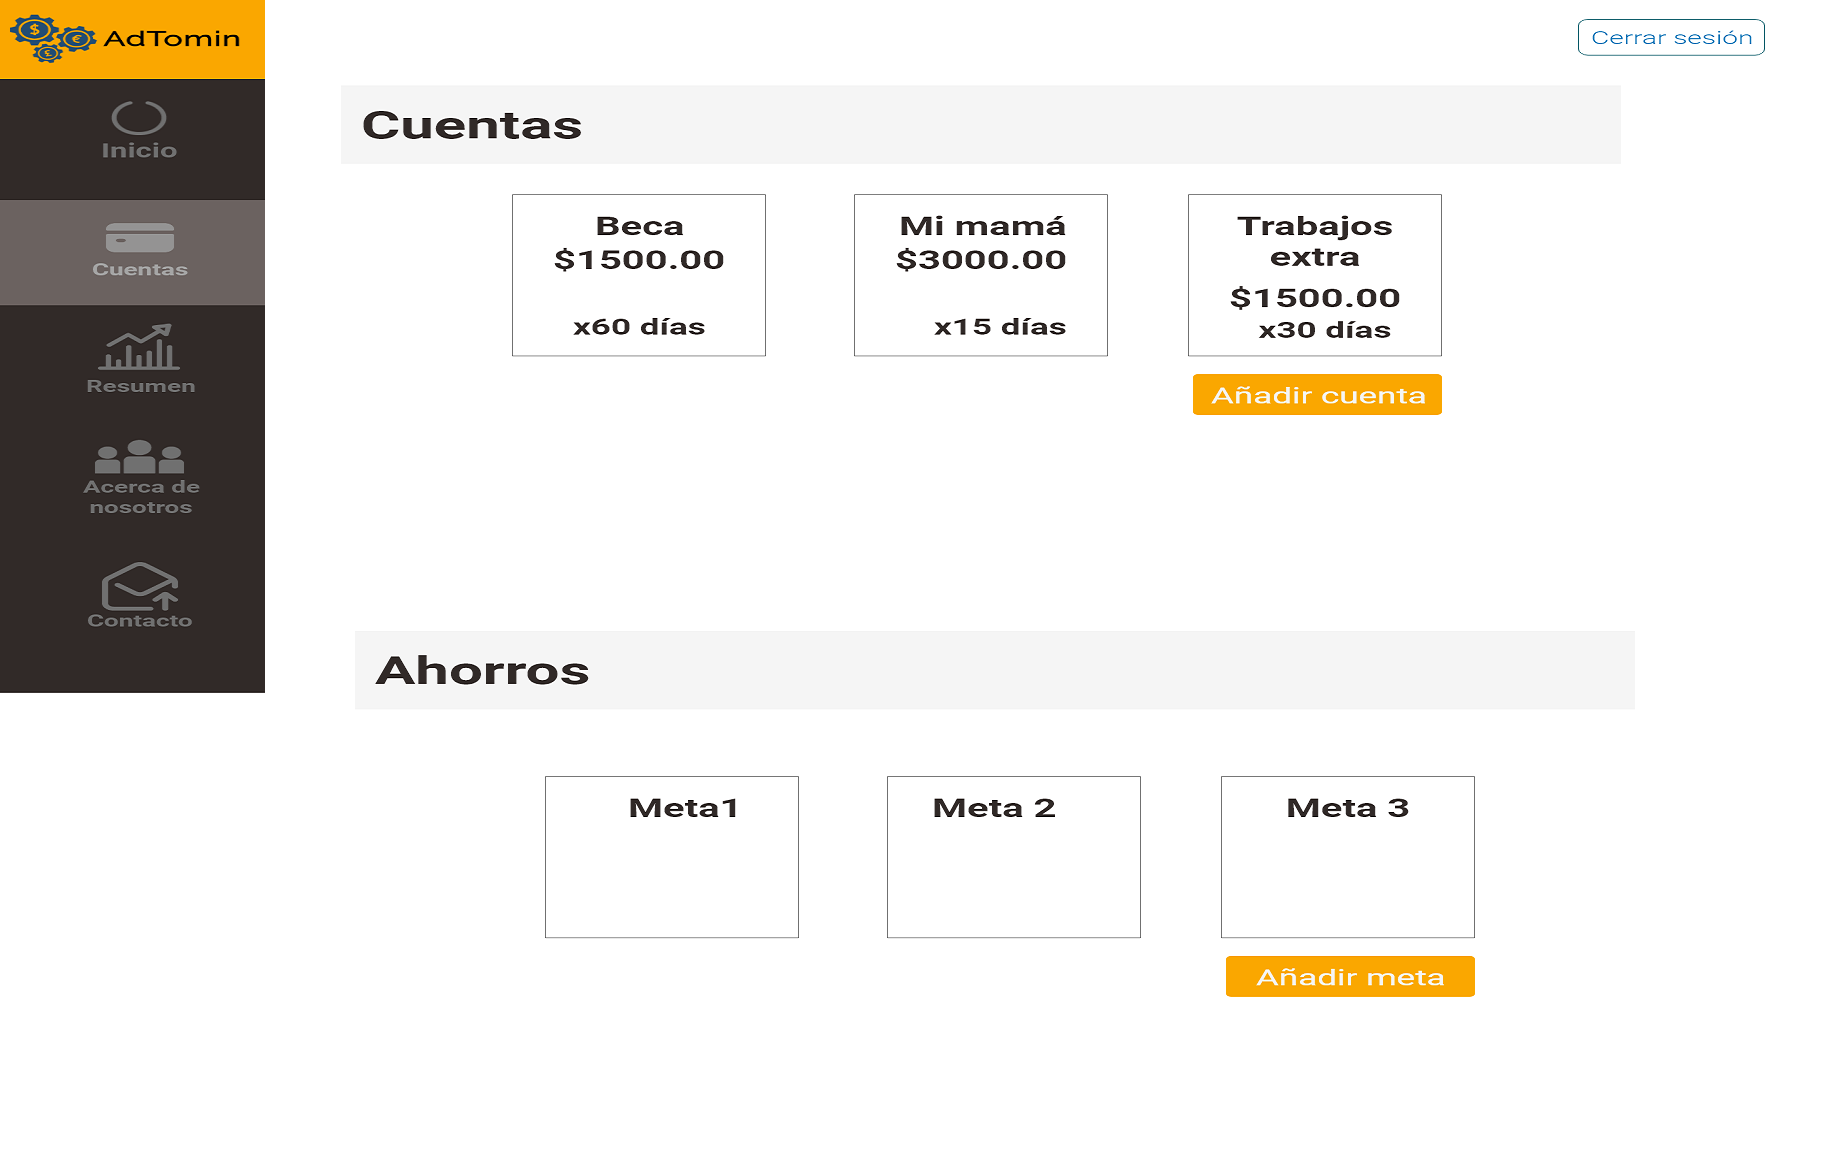 AdTomin
Cerrar sesión
Inicio
Cuentas
Resumen
Acerca de
nosotros
Contacto
Cuentas
Beca
$1500.00
x60 días
Mi mamá
$3000.00
x15 días
Trabajos
extra
$1500.00
x30 días
Añadir cuenta
Ahorros
Meta1
Meta 2
Meta 3
Añadir meta